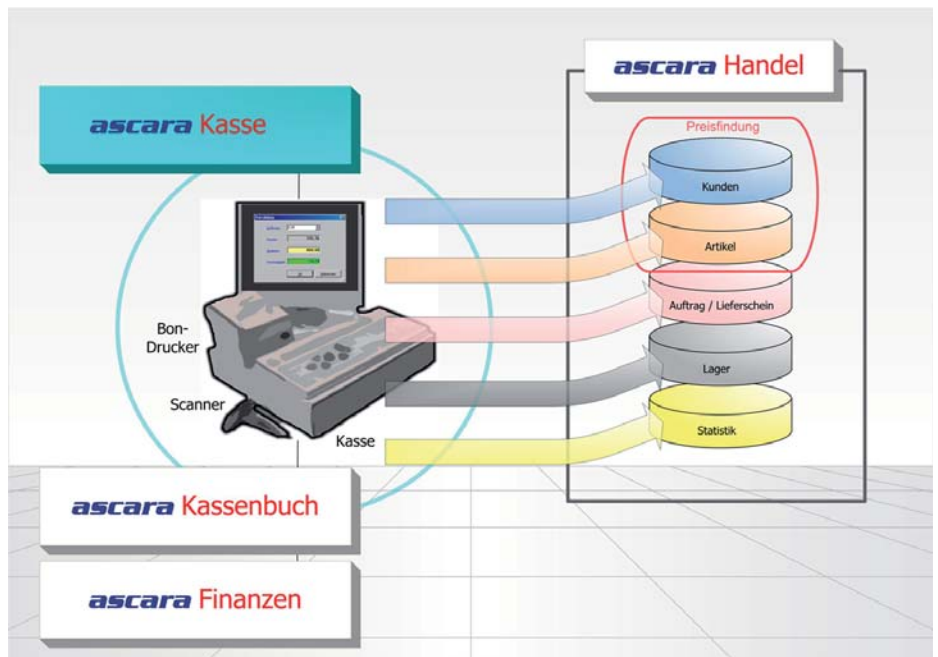 ascara Handel
ascara Kasse
Preisfindung
Kunden
Artikel
Auftrag / Lieferschein
Lager
Statistik
Bon-
Drucker
Scanner
Kasse
ascara Kassenbuch
ascara Finanzen